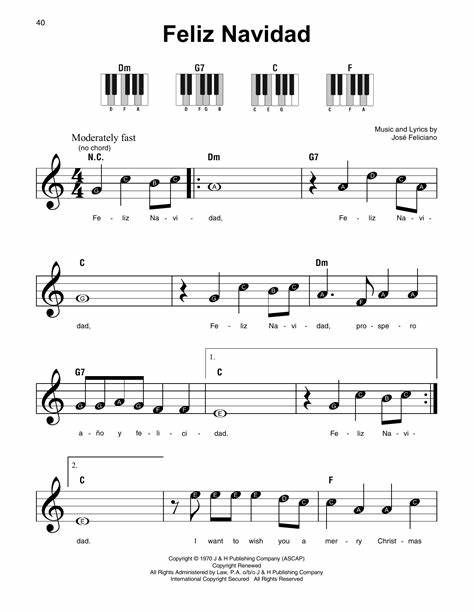 40
Feliz Navidad
Dm G7 C F
D F A D F G B C E G C F A
Music and Lyrics by
José Feliciano
Moderately fast
(no chord)
N.C. Dm G7
4 4 G C B C A A A G A
Fe - liz Na - vi - dad, Fe - liz Na - vi -
C Dm
G G C B C A F A A
dad, Fe - liz Na - vi - dad, pro - spe - ro
1.
G7 C
G G A G F F E G C B C
a - ño y fe - li - ci - dad. Fe - liz Na - vi -
2.
C F
E E E E E D C A A A A
dad. I want to wish you a mer - ry Christ - mas
Copyright © 1970 J & H Publishing Company (ASCAP)
Copyright Renewed
All Rights Administered by Law, P.A. o/b/o J & H Publishing Company
International Copyright Secured All Rights Reserved